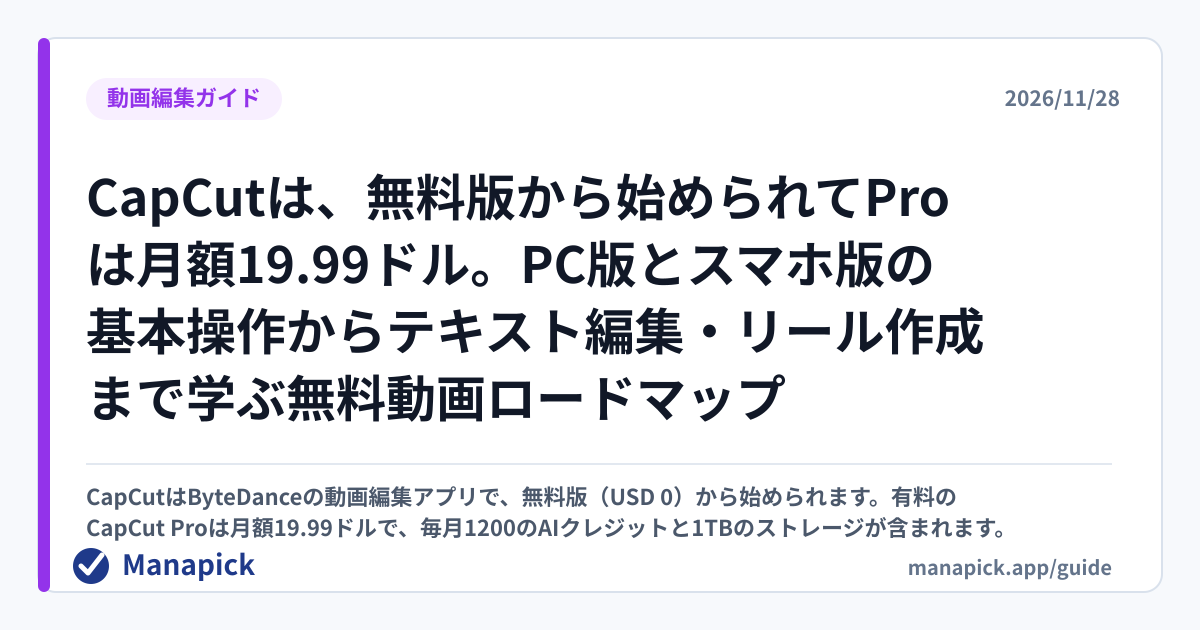 動画編集ガイド
2026/11/28
CapCutは、無料版から始められてPro
は月額19.99ドル。PC版とスマホ版の
基本操作からテキスト編集・リール作成
まで学ぶ無料動画ロードマップ
CapCutはByteDanceの動画編集アプリで、無料版（USD 0）から始められます。有料の
CapCut Proは月額19.99ドルで、毎月1200のAIクレジットと1TBのストレージが含まれます。
Manapick
manapick.app/guide